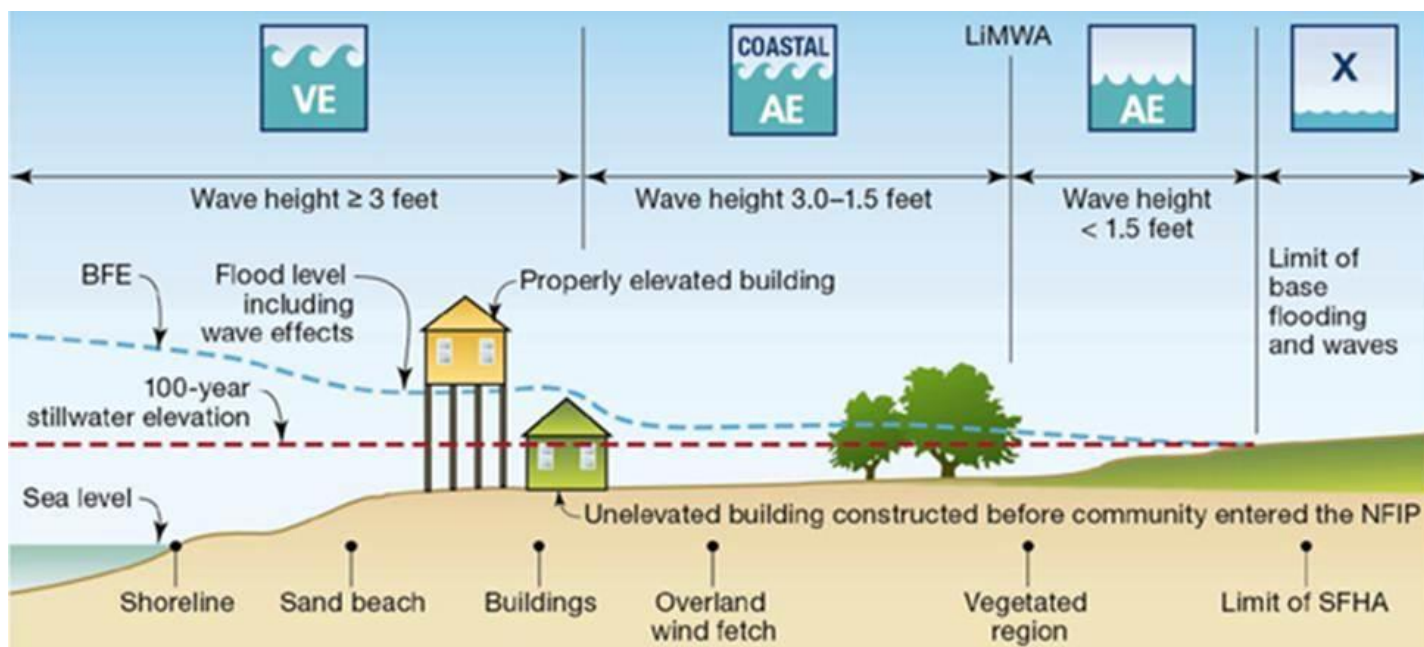 VE
COASTAL
AE
LiMWA
AE
X
Wave height ≥ 3 feet
Wave height 3.0–1.5 feet
Wave height
< 1.5 feet
BFE
Flood level
including
wave effects
Properly elevated building
Limit of
base
flooding
and waves
100-year
stillwater elevation
Sea level
Unelevated building constructed before community entered the NFIP
Shoreline
Sand beach
Buildings
Overland
wind fetch
Vegetated
region
Limit of SFHA